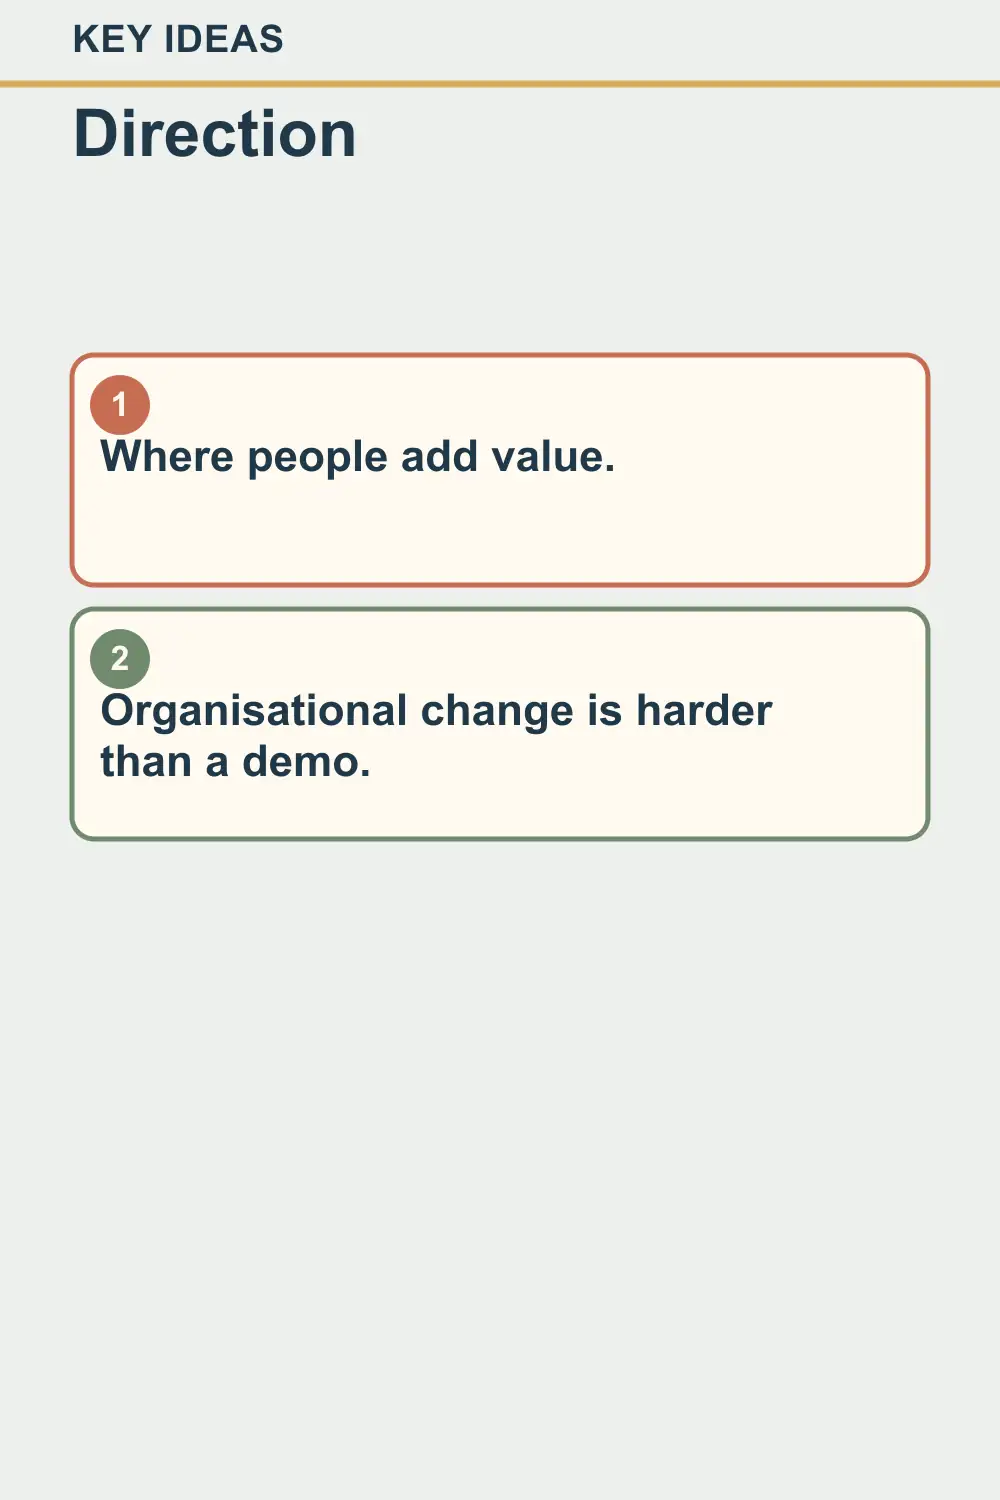 KEY IDEAS
Direction
1
Where people add value.
2
Organisational change is harder
than a demo.